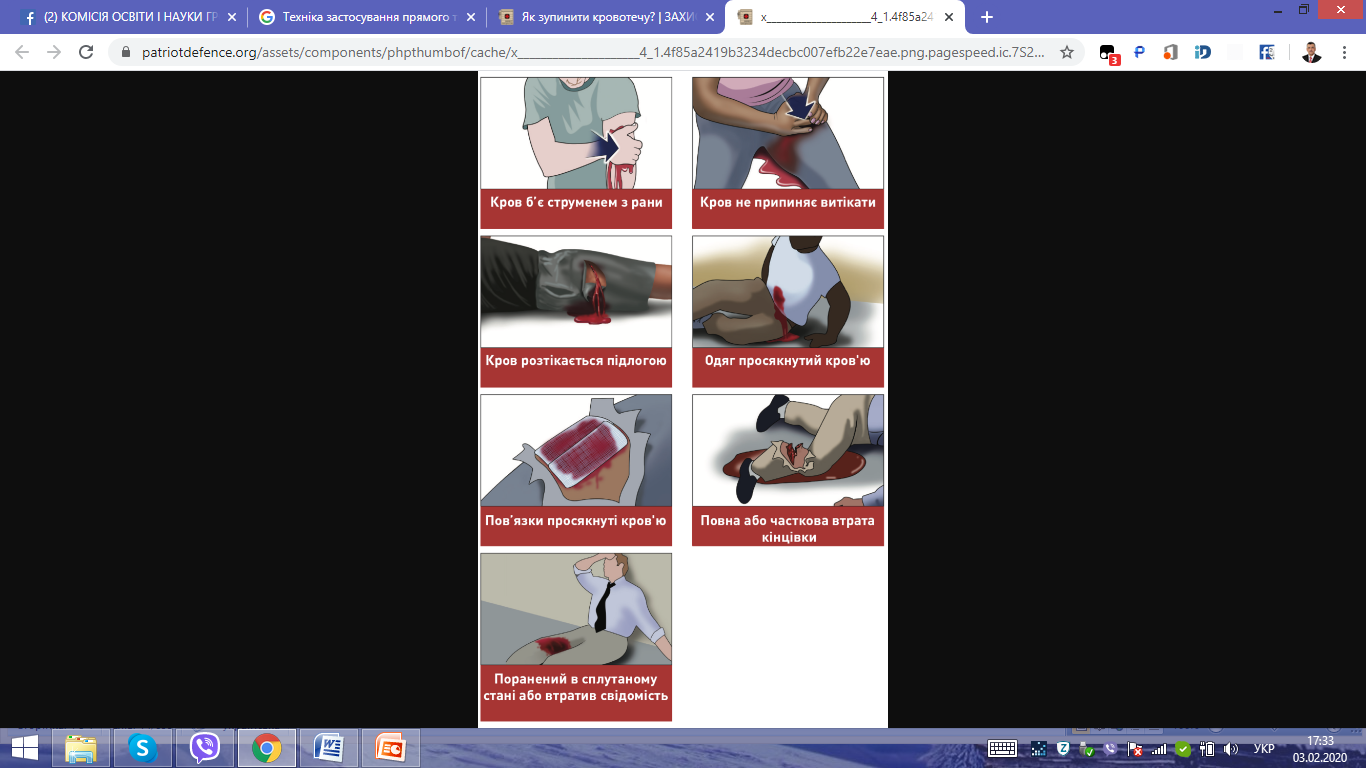 (2) КОМІСІЯ ОСВІТИ І НАУКИ ГР
Техніка застосування прямого т
Як зупинити кровотечу? | ЗАХИ
x_____________________4_1.4f85a24
patriotdefence.org/assets/components/phpthumbof/cache/x_____________________4_1.4f85a2419b3234decbc007efb22e7eae.png.pagespeed.ic.7S2...
3
Кров б’є струменем з рани
Кров не припиняє витікати
Кров розтікається підлогою
Одяг просякнутий кров'ю
Пов’язки просякнуті кров'ю
Повна або часткова втрата
кінцівки
Поранений в сплутаному
стані або втратив свідомість
УКР
17:33
03.02.2020